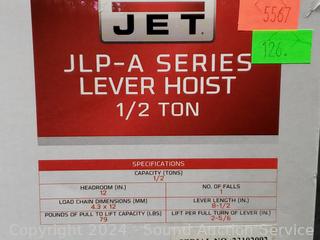 JET
5567
126.
JLP-A SERIES
LEVER HOIST
1/2 TON
SPECIFICATIONS
CAPACITY (TONS)
1/2
HEADROOM (IN.)
12
NO. OF FALLS
1
LOAD CHAIN DIMENSIONS (MM)
4.3 x 12
LEVER LENGTH (IN.)
8-1/2
POUNDS OF PULL TO LIFT CAPACITY (LBS)
79
LIFT PER FULL TURN OF LEVER (IN.)
2-5/6
Copyright 2024 - Sound Auction Service